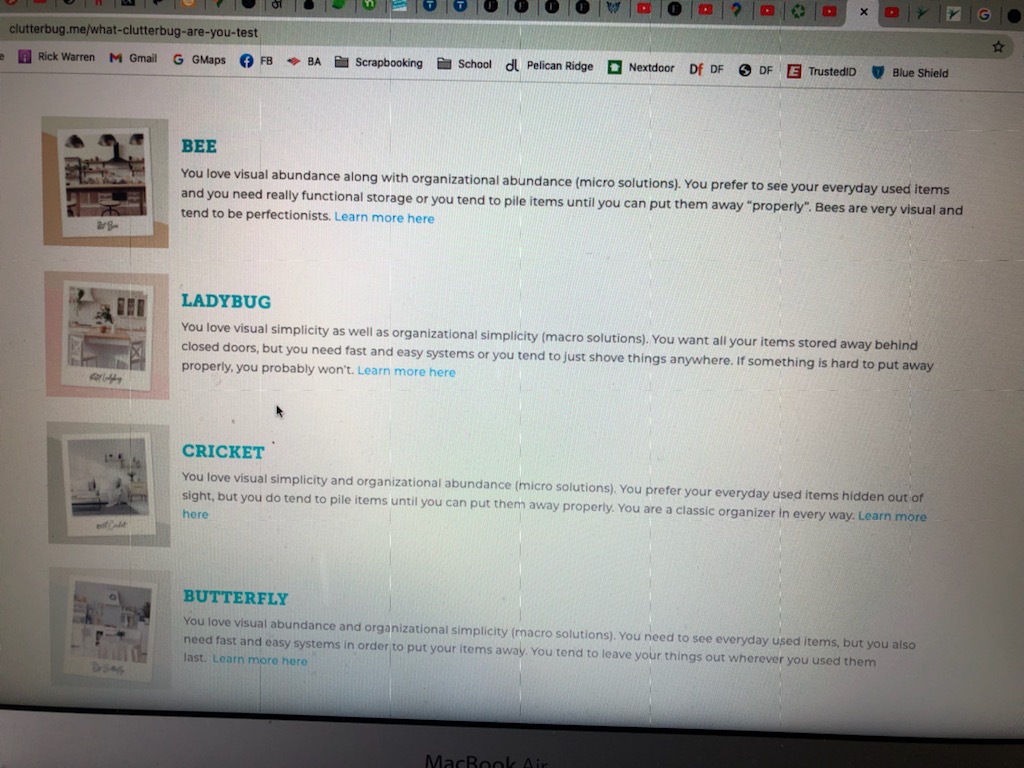 clutterbug.me/what-clutterbug-are-you-test
e Rick Warren Gmail GMaps FB BA Scrapbooking School Pelican Ridge Nextdoor DF DF TrustedID Blue Shield
BEE
You love visual abundance along with organizational abundance (micro solutions). You prefer to see your everyday used items
and you need really functional storage or you tend to pile items until you can put them away “properly”. Bees are very visual and
tend to be perfectionists. Learn more here
LADYBUG
You love visual simplicity as well as organizational simplicity (macro solutions). You want all your items stored away behind
closed doors, but you need fast and easy systems or you tend to just shove things anywhere. If something is hard to put away
properly, you probably won't. Learn more here
CRICKET
You love visual simplicity and organizational abundance (micro solutions). You prefer your everyday used items hidden out of
sight, but you do tend to pile items until you can put them away properly. You are a classic organizer in every way. Learn more
here
BUTTERFLY
You love visual abundance and organizational simplicity (macro solutions). You need to see everyday used items, but you also
need fast and easy systems in order to put your items away. You tend to leave your things out wherever you used them
last. Learn more here
MacBook Air